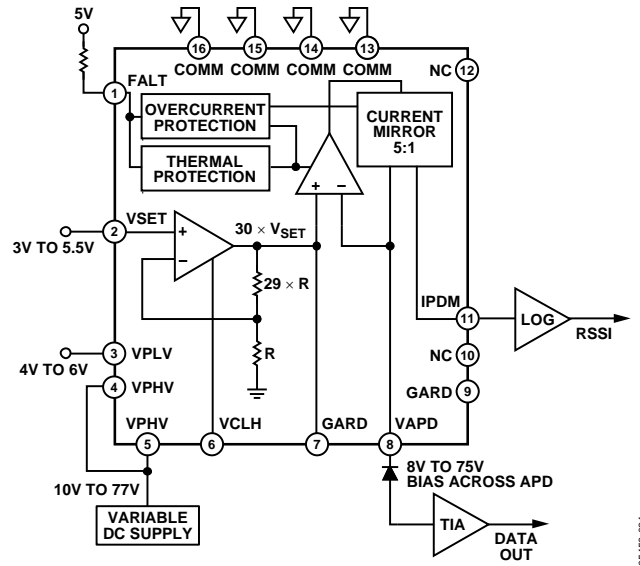 5V
16
15
14
13
COMM
COMM
COMM
COMM
NC
12
FALT
1
OVERCURRENT
PROTECTION
CURRENT
MIRROR
5:1
THERMAL
PROTECTION
+
−
VSET
2
3V TO 5.5V
+
−
30 × VSET
29 × R
R
IPDM
11
LOG
RSSI
3
VPLV
4V TO 6V
NC
10
4
VPHV
GARD
9
VPHV
VCLH
GARD
VAPD
5
6
7
8
10V TO 77V
8V TO 75V
BIAS ACROSS APD
VARIABLE
DC SUPPLY
TIA
DATA
OUT